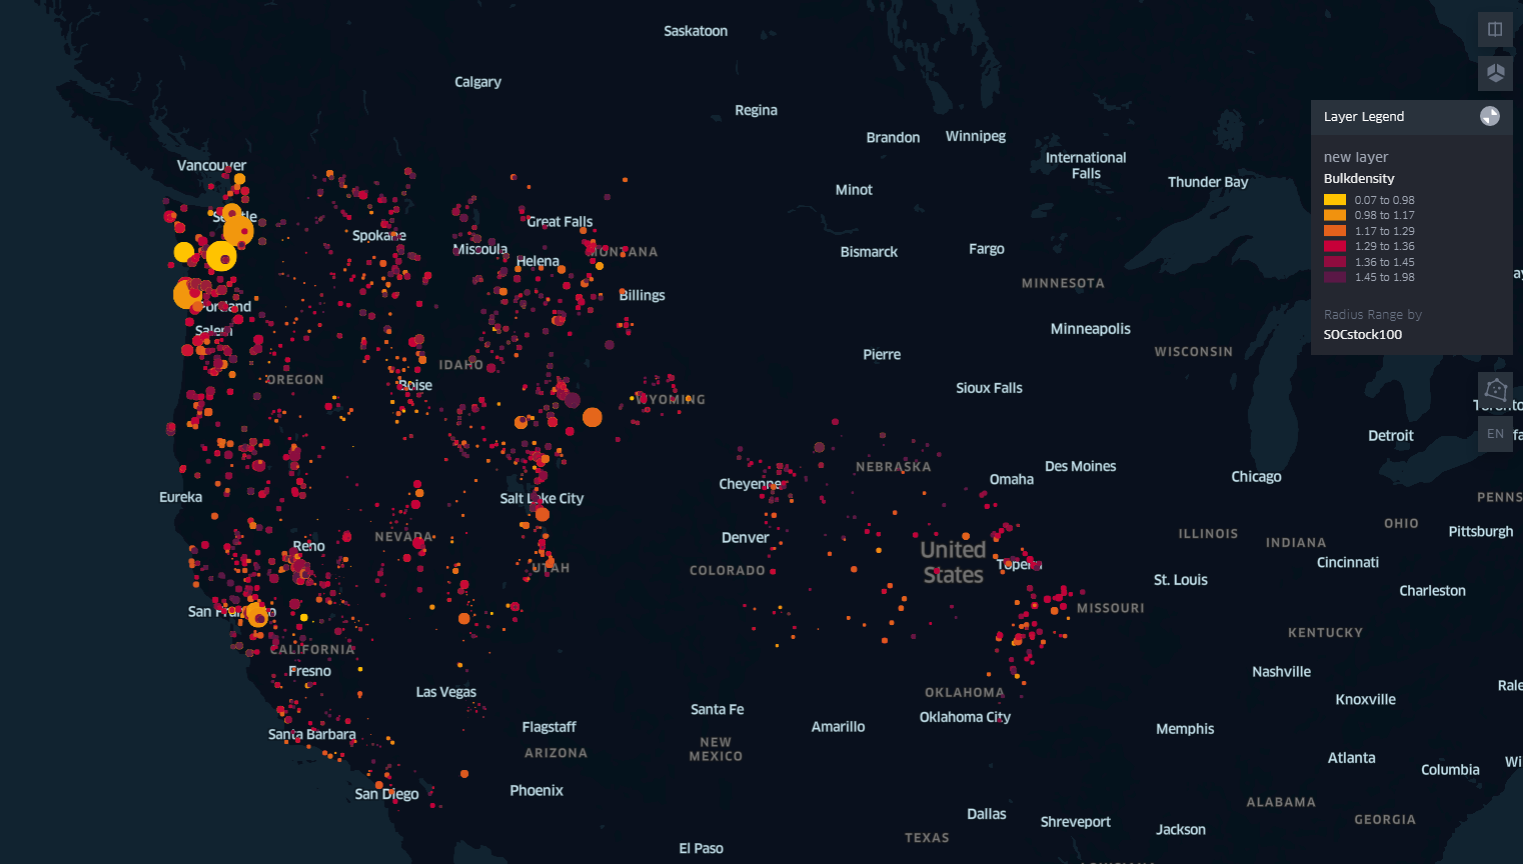 Saskatoon
Calgary
Regina
Brandon
Winnipeg
International
Falls
Thunder Bay
Vancouver
Minot
Great Falls
Spokane
Missoula
MONTANA
Helena
Bismarck
Fargo
MINNESOTA
Billings
Portland
Salem
Minneapolis
WISCONSIN
Pierre
IDAHO
OREGON
Boise
Sioux Falls
WYOMING
Detroit
NEBRASKA
Des Moines
Cheyenne
Omaha
Chicago
Eureka
Salt Lake City
PENNS
OHIO
Reno
NEVADA
Denver
ILLINOIS
INDIANA
Pittsburgh
United
States
UTAH
COLORADO
Cincinnati
St. Louis
Charleston
MISSOURI
KENTUCKY
CALIFORNIA
Fresno
Nashville
Las Vegas
OKLAHOMA
Knoxville
Rale
Santa Fe
Oklahoma City
Flagstaff
Amarillo
Memphis
Santa Barbara
ARIZONA
NEW
MEXICO
Atlanta
Columbia
Wi
San Diego
Phoenix
ALABAMA
Dallas
Shreveport
Jackson
GEORGIA
TEXAS
El Paso
Layer Legend
new layer
Bulkdensity
0.07 to 0.98
0.98 to 1.17
1.17 to 1.29
1.29 to 1.36
1.36 to 1.45
1.45 to 1.98
Radius Range by
SOCstock100
EN